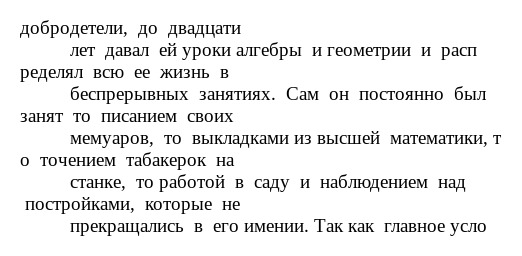 добродетели, до двадцати
лет давал ей уроки алгебры и геометрии и расп
ределял всю ее жизнь в
беспрерывных занятиях. Сам он постоянно был
занят то писанием своих
мемуаров, то выкладками из высшей математики, т
о точением табакерок на
станке, то работой в саду и наблюдением над
постройками, которые не
прекращались в его имении. Так как главное усло